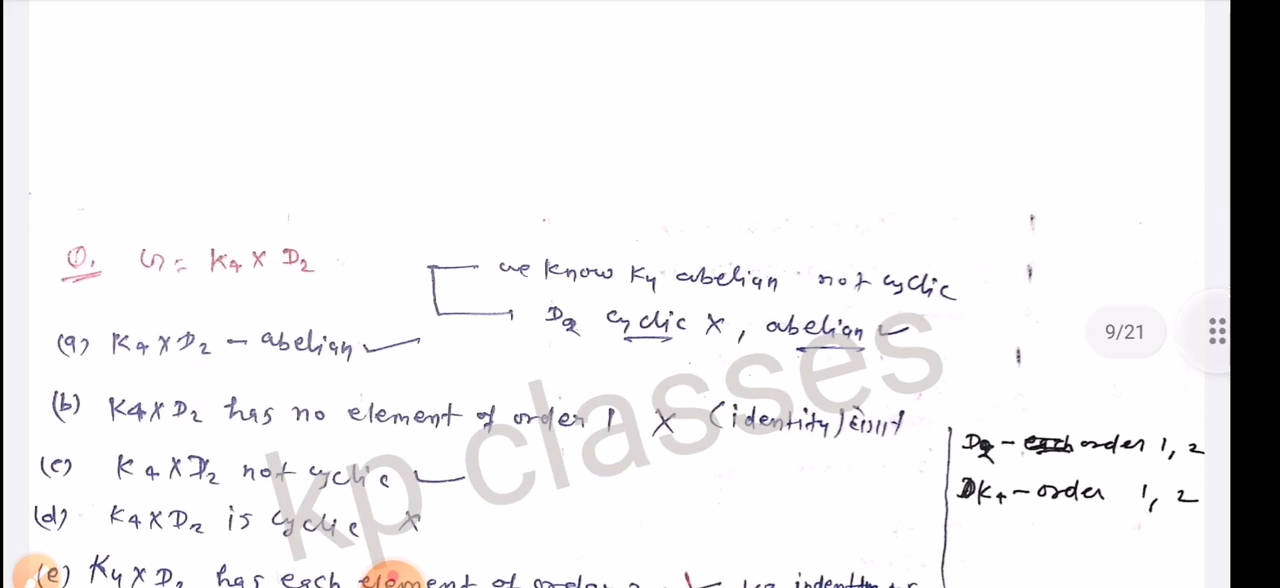 Q. G = K4 X D2
we know K4 abelian not cyclic
D2 cyclic X, abelian ✓
(a) K4 X D2 - abelian ✓
(b) K4 X D2 has no element of order 1 X (identity) exist
(c) K4 X D2 not cyclic ✓
(d) K4 X D2 is cyclic X
(e) K4 X D2 has each element of order
D2 - order 1, 2
K4 - order 1, 2
9/21
kp classes